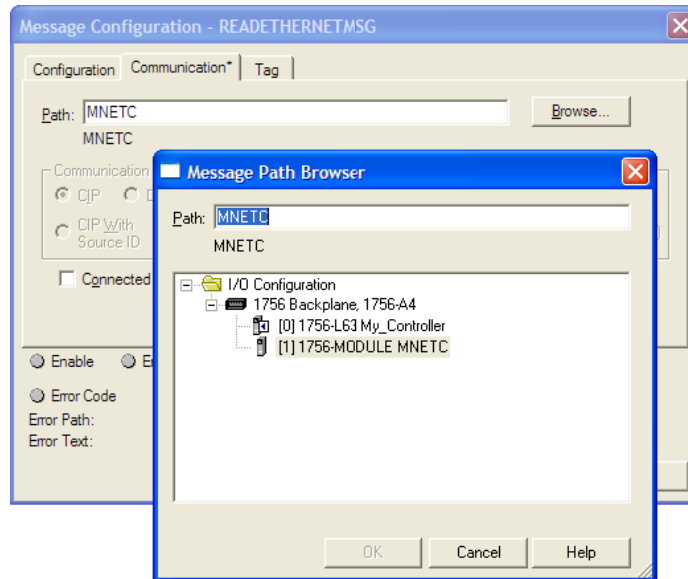 Message Configuration - READETHERNETMSG
Configuration Communication* Tag
Path: MNETC Browse...
MNETC
Communication
CIP
CIP With
Source ID
Connected
Enable
Error Code
Error Path:
Error Text:
Message Path Browser
Path: MNETC
MNETC
I/O Configuration
1756 Backplane, 1756-A4
[0] 1756-L63 My_Controller
[1] 1756-MODULE MNETC
OK Cancel Help